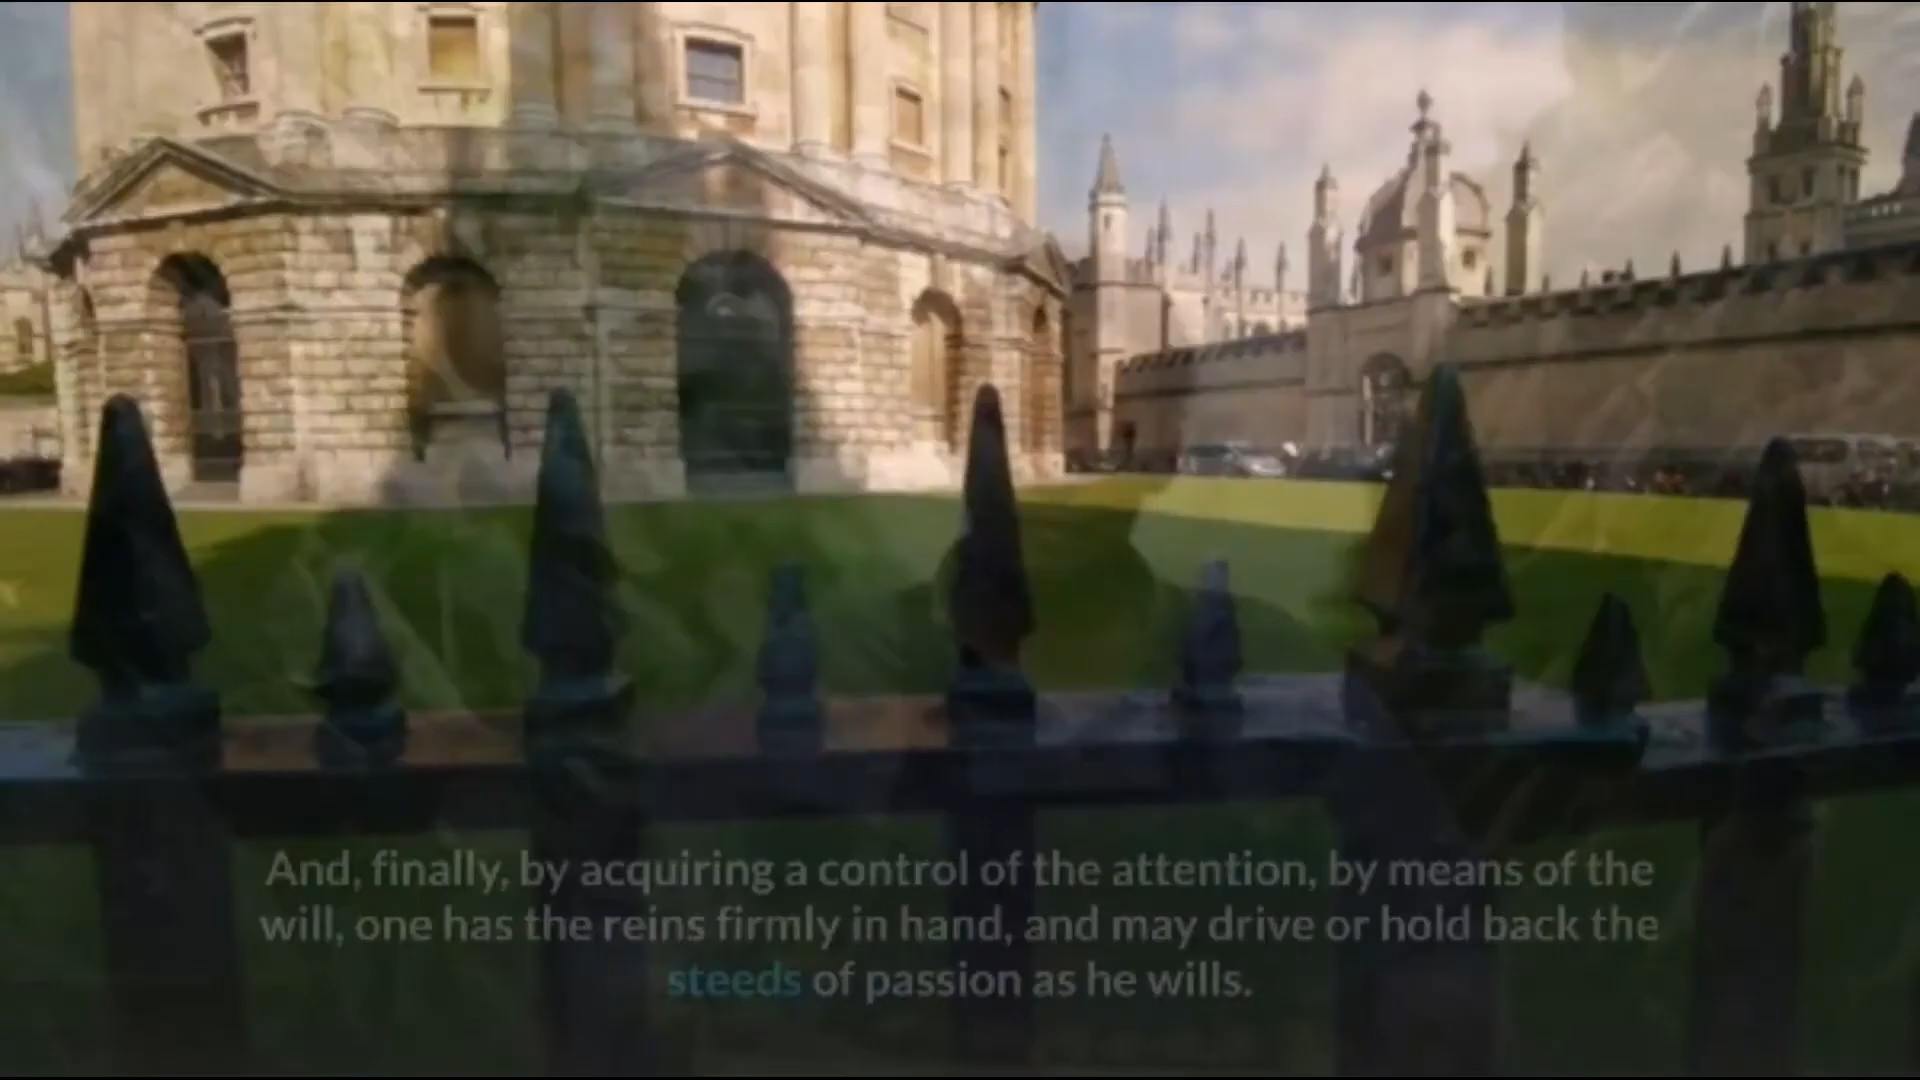 And, finally, by acquiring a control of the attention, by means of the
will, one has the reins firmly in hand, and may drive or hold back the
steeds of passion as he wills.